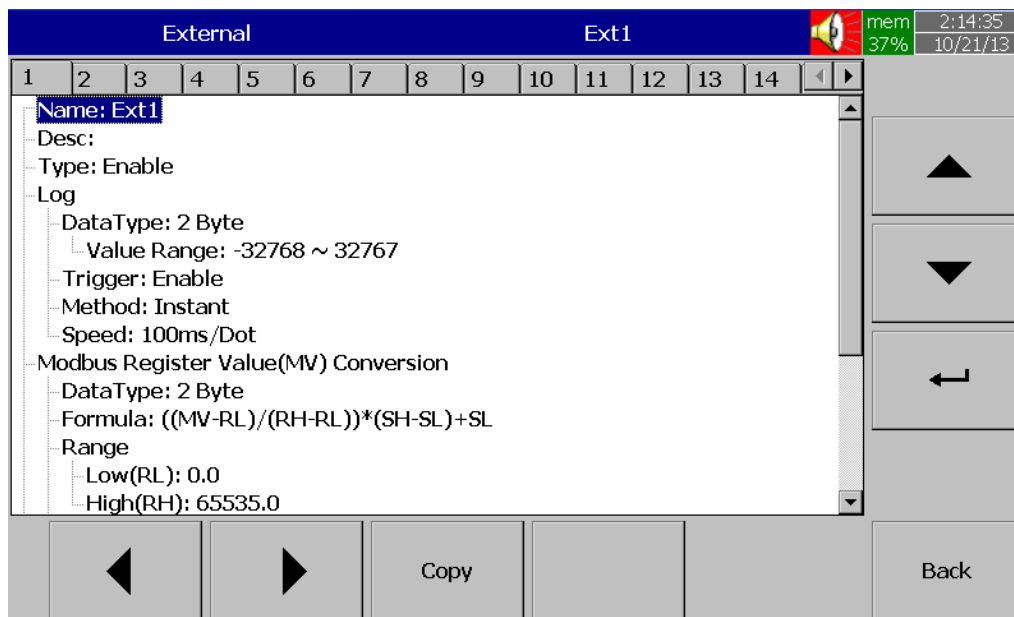 External Ext1 mem 2:14:35
37% 10/21/13
1 2 3 4 5 6 7 8 9 10 11 12 13 14
Name: Ext1
Desc:
Type: Enable
Log
DataType: 2 Byte
Value Range: -32768 ~ 32767
Trigger: Enable
Method: Instant
Speed: 100ms/Dot
Modbus Register Value(MV) Conversion
DataType: 2 Byte
Formula: ((MV-RL)/(RH-RL))*(SH-SL)+SL
Range
Low(RL): 0.0
High(RH): 65535.0
Copy
Back